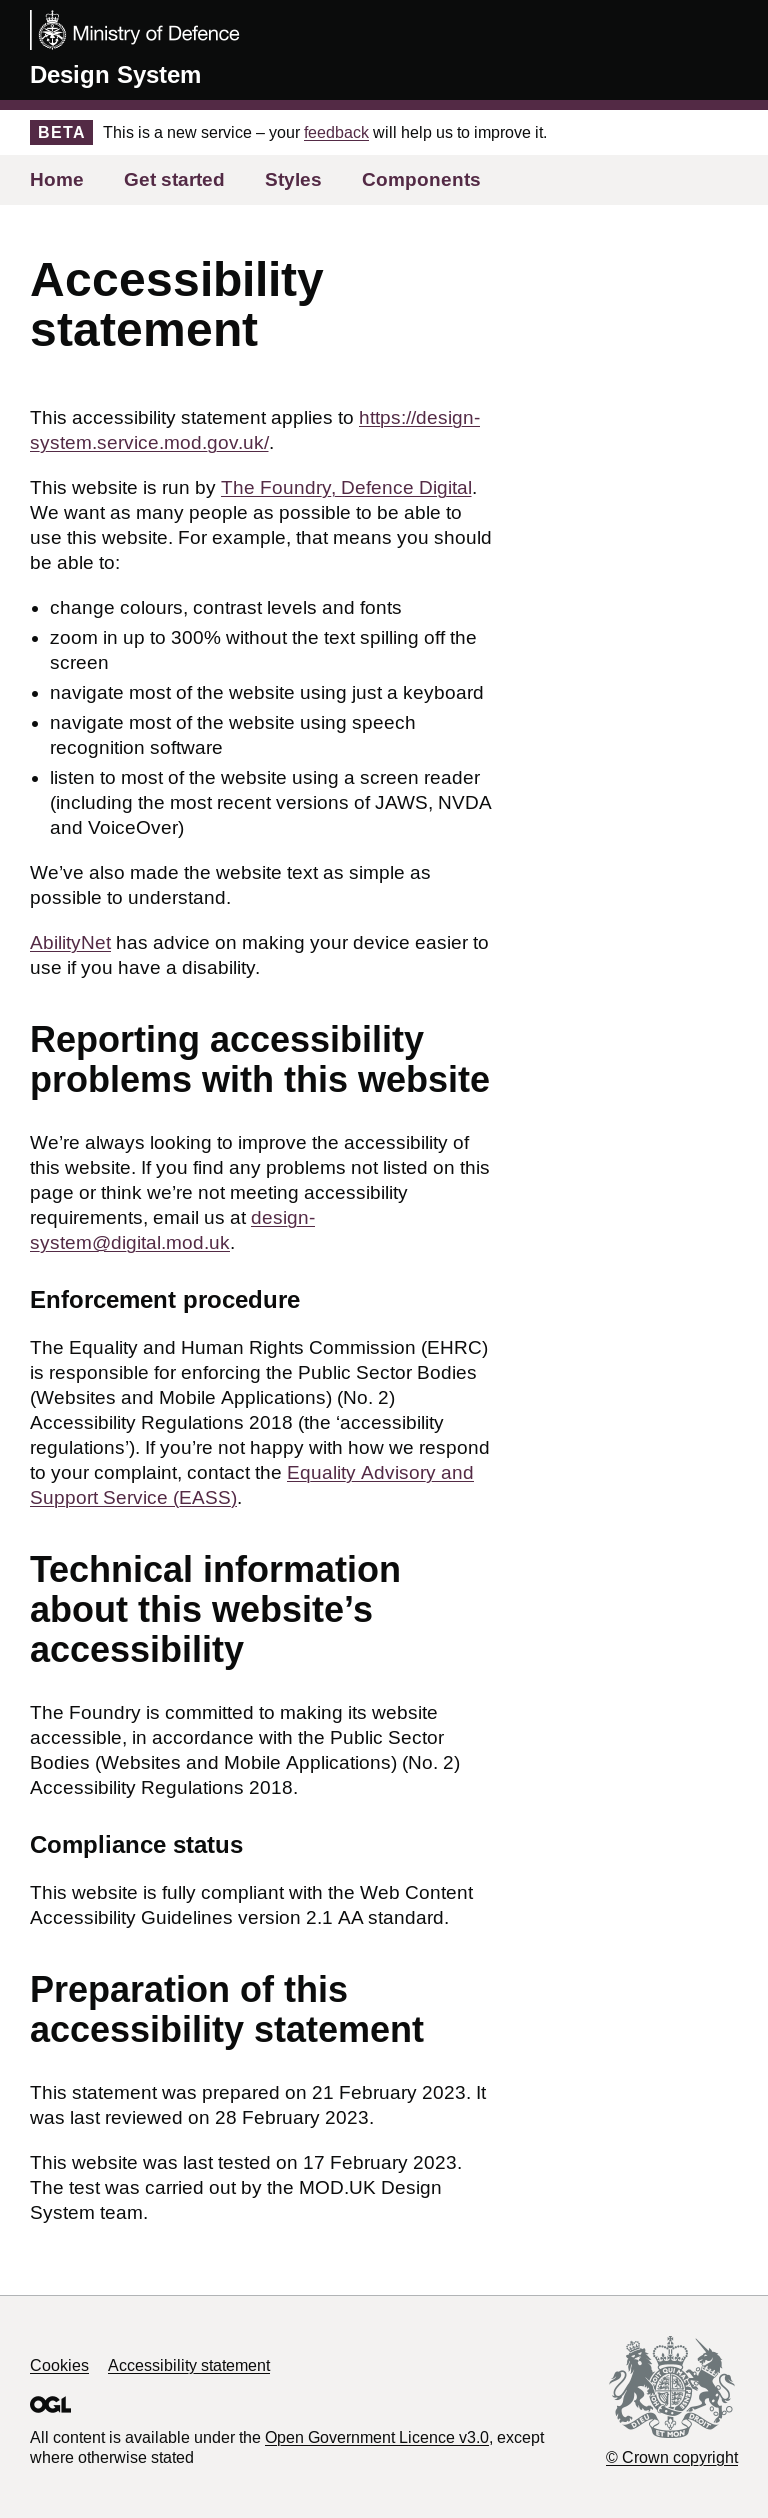 Ministry of Defence
Design System
BETA This is a new service – your feedback will help us to improve it.
Home Get started Styles Components
Accessibility
statement
This accessibility statement applies to https://design-
system.service.mod.gov.uk/.
This website is run by The Foundry, Defence Digital.
We want as many people as possible to be able to
use this website. For example, that means you should
be able to:
• change colours, contrast levels and fonts
• zoom in up to 300% without the text spilling off the
screen
• navigate most of the website using just a keyboard
• navigate most of the website using speech
recognition software
• listen to most of the website using a screen reader
(including the most recent versions of JAWS, NVDA
and VoiceOver)
We’ve also made the website text as simple as
possible to understand.
AbilityNet has advice on making your device easier to
use if you have a disability.
Reporting accessibility
problems with this website
We’re always looking to improve the accessibility of
this website. If you find any problems not listed on this
page or think we’re not meeting accessibility
requirements, email us at design-
system@digital.mod.uk.
Enforcement procedure
The Equality and Human Rights Commission (EHRC)
is responsible for enforcing the Public Sector Bodies
(Websites and Mobile Applications) (No. 2)
Accessibility Regulations 2018 (the ‘accessibility
regulations’). If you’re not happy with how we respond
to your complaint, contact the Equality Advisory and
Support Service (EASS).
Technical information
about this website’s
accessibility
The Foundry is committed to making its website
accessible, in accordance with the Public Sector
Bodies (Websites and Mobile Applications) (No. 2)
Accessibility Regulations 2018.
Compliance status
This website is fully compliant with the Web Content
Accessibility Guidelines version 2.1 AA standard.
Preparation of this
accessibility statement
This statement was prepared on 21 February 2023. It
was last reviewed on 28 February 2023.
This website was last tested on 17 February 2023.
The test was carried out by the MOD.UK Design
System team.
Cookies Accessibility statement
OGL
All content is available under the Open Government Licence v3.0, except
where otherwise stated
DIEU ET MON DROIT
© Crown copyright